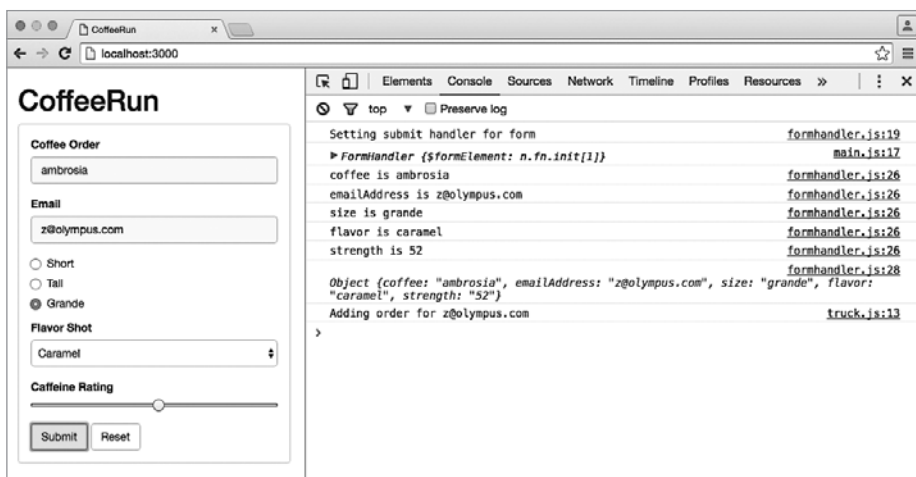 CoffeeRun
localhost:3000
CoffeeRun
Coffee Order
ambrosia
Email
z@olympus.com
Short
Tall
Grande
Flavor Shot
Caramel
Caffeine Rating
Submit Reset
Elements Console Sources Network Timeline Profiles Resources »
top Preserve log
Setting submit handler for form formhandler.js:19
FormHandler {$formElement: n.fn.init[1]} main.js:17
coffee is ambrosia formhandler.js:26
emailAddress is z@olympus.com formhandler.js:26
size is grande formhandler.js:26
flavor is caramel formhandler.js:26
strength is 52 formhandler.js:26
formhandler.js:28
Object {coffee: "ambrosia", emailAddress: "z@olympus.com", size: "grande", flavor:
"caramel", strength: "52"}
Adding order for z@olympus.com truck.js:13
>